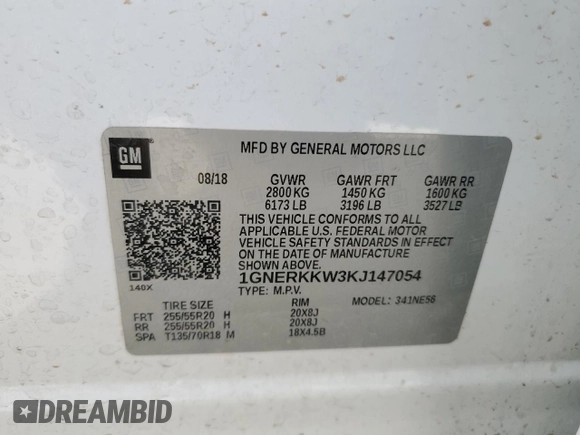 GM
MFD BY GENERAL MOTORS LLC
08/18 GVWR GAWR FRT GAWR RR
2800 KG 1450 KG 1600 KG
6173 LB 3196 LB 3527 LB
THIS VEHICLE CONFORMS TO ALL
APPLICABLE U.S. FEDERAL MOTOR
VEHICLE SAFETY STANDARDS IN EFFECT
ON THE DATE OF MANUFACTURE
SHOWN ABOVE.
1GNERKKW3KJ147054
140X
TYPE: M.P.V. MODEL: 341NE56
TIRE SIZE RIM
FRT 255/55R20 H 20X8J
RR 255/55R20 H 20X8J
SPA T135/70R18 M 18X4.5B
DREAMBID